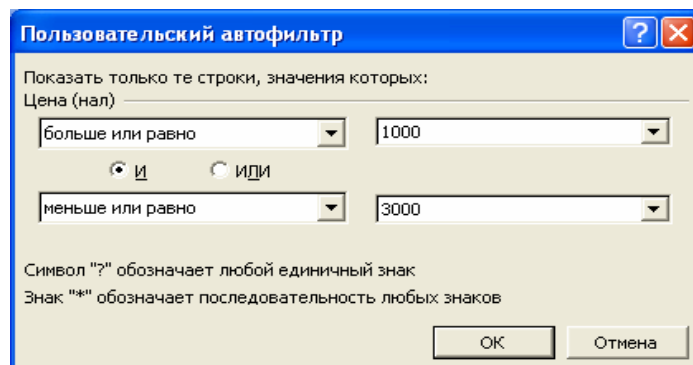 Пользовательский автофильтр
Показать только те строки, значения которых:
Цена (нал)
больше или равно 1000
И ИЛИ
меньше или равно 3000
Символ "?" обозначает любой единичный знак
Знак "*" обозначает последовательность любых знаков
ОК Отмена